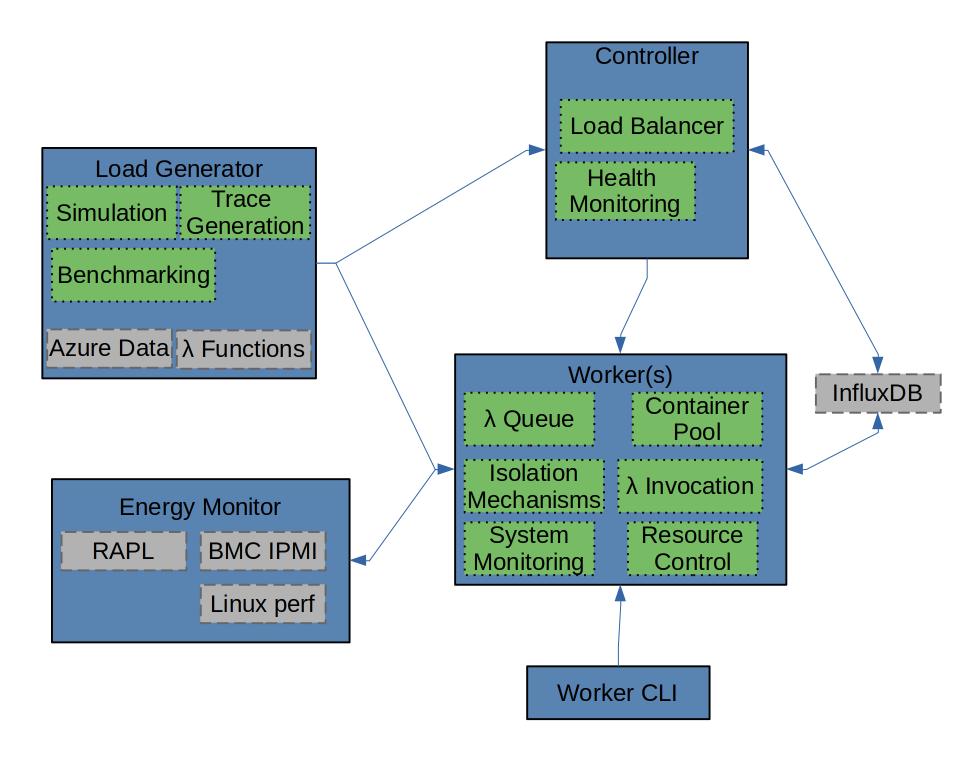 Controller
Load Balancer
Health
Monitoring
Load Generator
Simulation
Trace
Generation
Benchmarking
Azure Data
λ Functions
Worker(s)
λ Queue
Container
Pool
Isolation
Mechanisms
λ Invocation
System
Monitoring
Resource
Control
InfluxDB
Energy Monitor
RAPL
BMC IPMI
Linux perf
Worker CLI